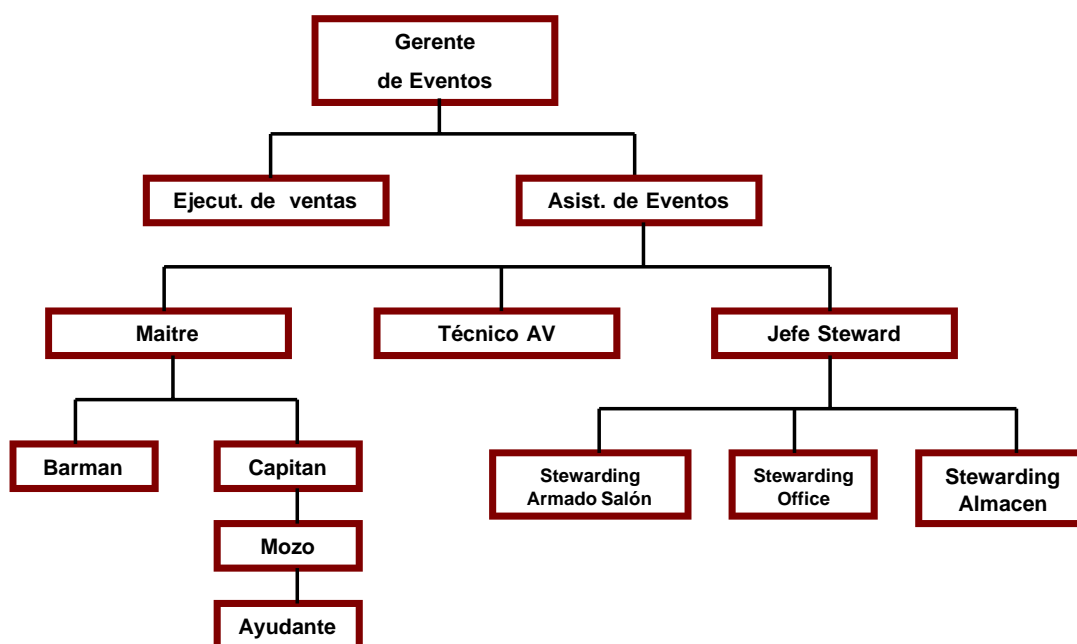 Gerente
de Eventos
Ejecut. de ventas
Asist. de Eventos
Maitre
Técnico AV
Jefe Steward
Barman
Capitan
Stewarding
Armado Salón
Stewarding
Office
Stewarding
Almacen
Mozo
Ayudante